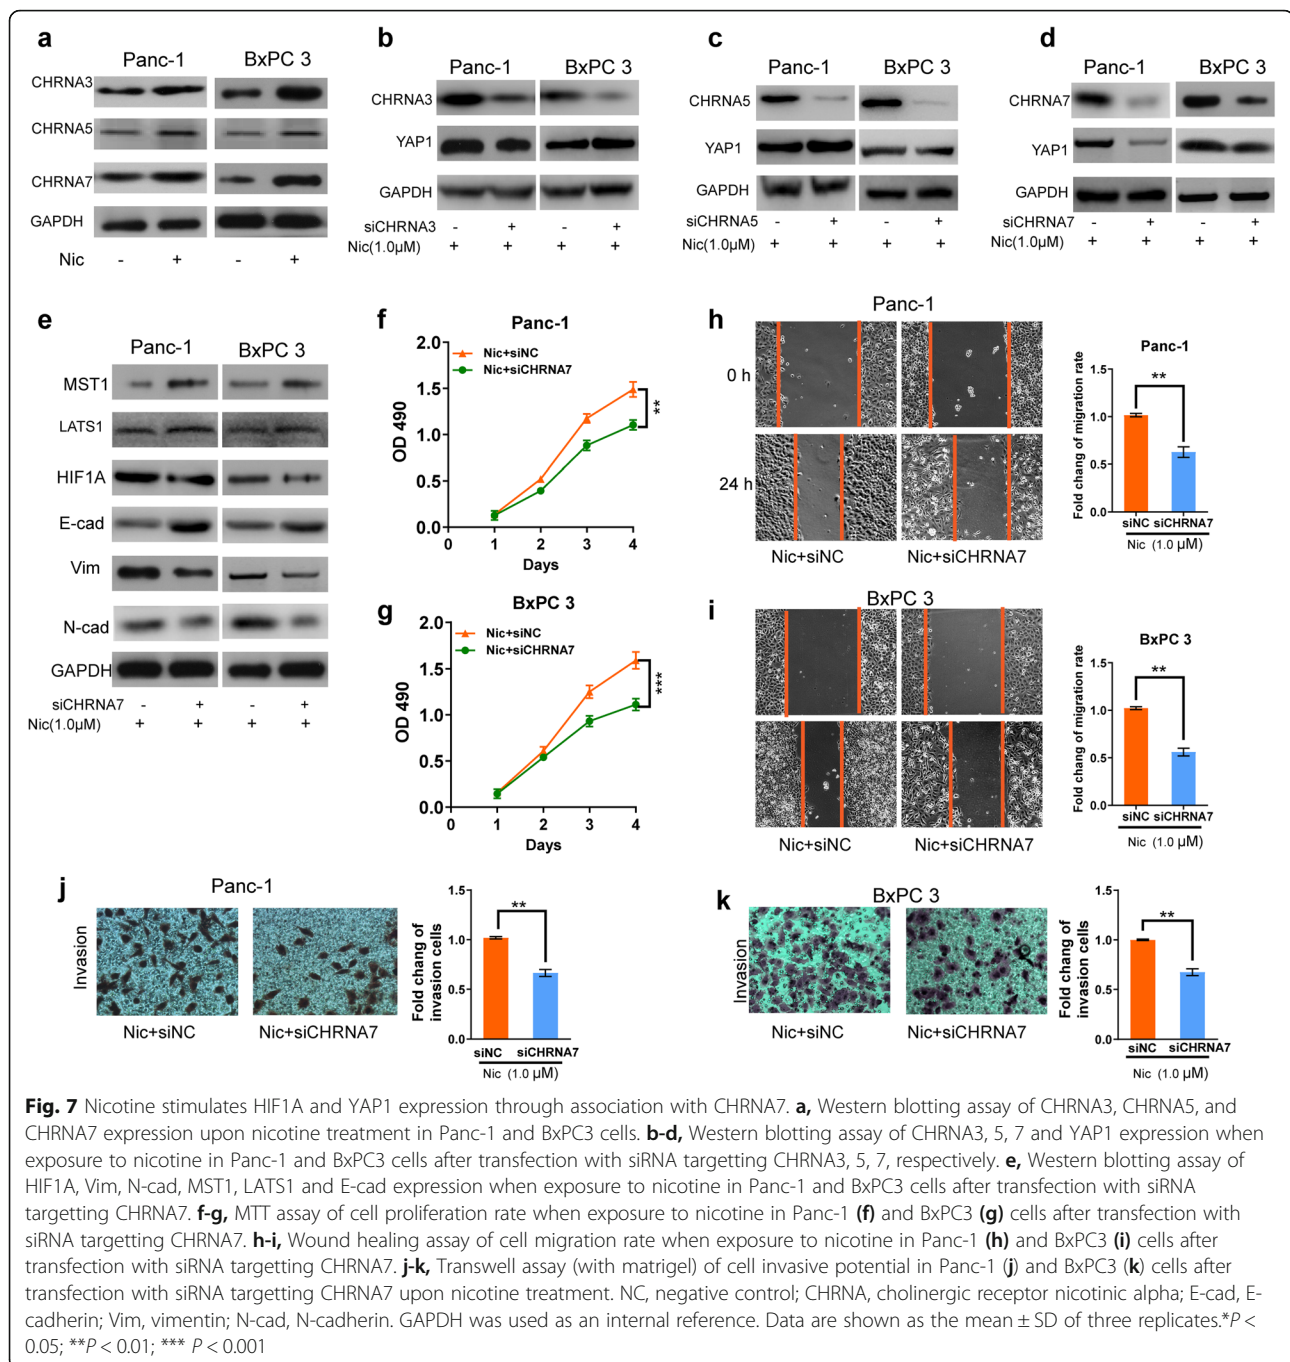 a
Panc-1 BxPC 3
CHRNA3
CHRNA5
CHRNA7
GAPDH
Nic - + - +
b
Panc-1 BxPC 3
CHRNA3
YAP1
GAPDH
siCHRNA3 - + - +
Nic(1.0μM) + + + +
c
Panc-1 BxPC 3
CHRNA5
YAP1
GAPDH
siCHRNA5 - + - +
Nic(1.0μM) + + + +
d
Panc-1 BxPC 3
CHRNA7
YAP1
GAPDH
siCHRNA7 - + - +
Nic(1.0μM) + + + +
e
Panc-1 BxPC 3
MST1
LATS1
HIF1A
E-cad
Vim
N-cad
GAPDH
siCHRNA7 - + - +
Nic(1.0μM) + + + +
f
Panc-1
Nic+siNC
Nic+siCHRNA7
OD 490
2.0
1.5
1.0
0.5
0.0
**
0 1 2 3 4
Days
g
BxPC 3
Nic+siNC
Nic+siCHRNA7
OD 490
2.0
1.5
1.0
0.5
0.0
***
0 1 2 3 4
Days
h
Panc-1
0 h
24 h
Nic+siNC Nic+siCHRNA7
Panc-1
Fold chang of migration rate
1.5
1.0
0.5
0.0
**
siNC siCHRNA7
Nic (1.0 μM)
i
BxPC 3
Nic+siNC Nic+siCHRNA7
BxPC 3
Fold chang of migration rate
1.5
1.0
0.5
0.0
**
siNC siCHRNA7
Nic (1.0 μM)
j
Panc-1
Invasion
Nic+siNC Nic+siCHRNA7
Fold chang of
invasion cells
1.5
1.0
0.5
0.0
**
siNC siCHRNA7
Nic (1.0 μM)
k
BxPC 3
Invasion
Nic+siNC Nic+siCHRNA7
Fold chang of
invasion cells
1.5
1.0
0.5
0.0
**
siNC siCHRNA7
Nic (1.0 μM)
Fig. 7 Nicotine stimulates HIF1A and YAP1 expression through association with CHRNA7. a, Western blotting assay of CHRNA3, CHRNA5, and
CHRNA7 expression upon nicotine treatment in Panc-1 and BxPC3 cells. b-d, Western blotting assay of CHRNA3, 5, 7 and YAP1 expression when
exposure to nicotine in Panc-1 and BxPC3 cells after transfection with siRNA targetting CHRNA3, 5, 7, respectively. e, Western blotting assay of
HIF1A, Vim, N-cad, MST1, LATS1 and E-cad expression when exposure to nicotine in Panc-1 and BxPC3 cells after transfection with siRNA
targetting CHRNA7. f-g, MTT assay of cell proliferation rate when exposure to nicotine in Panc-1 (f) and BxPC3 (g) cells after transfection with
siRNA targetting CHRNA7. h-i, Wound healing assay of cell migration rate when exposure to nicotine in Panc-1 (h) and BxPC3 (i) cells after
transfection with siRNA targetting CHRNA7. j-k, Transwell assay (with matrigel) of cell invasive potential in Panc-1 (j) and BxPC3 (k) cells after
transfection with siRNA targetting CHRNA7 upon nicotine treatment. NC, negative control; CHRNA, cholinergic receptor nicotinic alpha; E-cad, E-
cadherin; Vim, vimentin; N-cad, N-cadherin. GAPDH was used as an internal reference. Data are shown as the mean ± SD of three replicates.*P <
0.05; **P < 0.01; *** P < 0.001